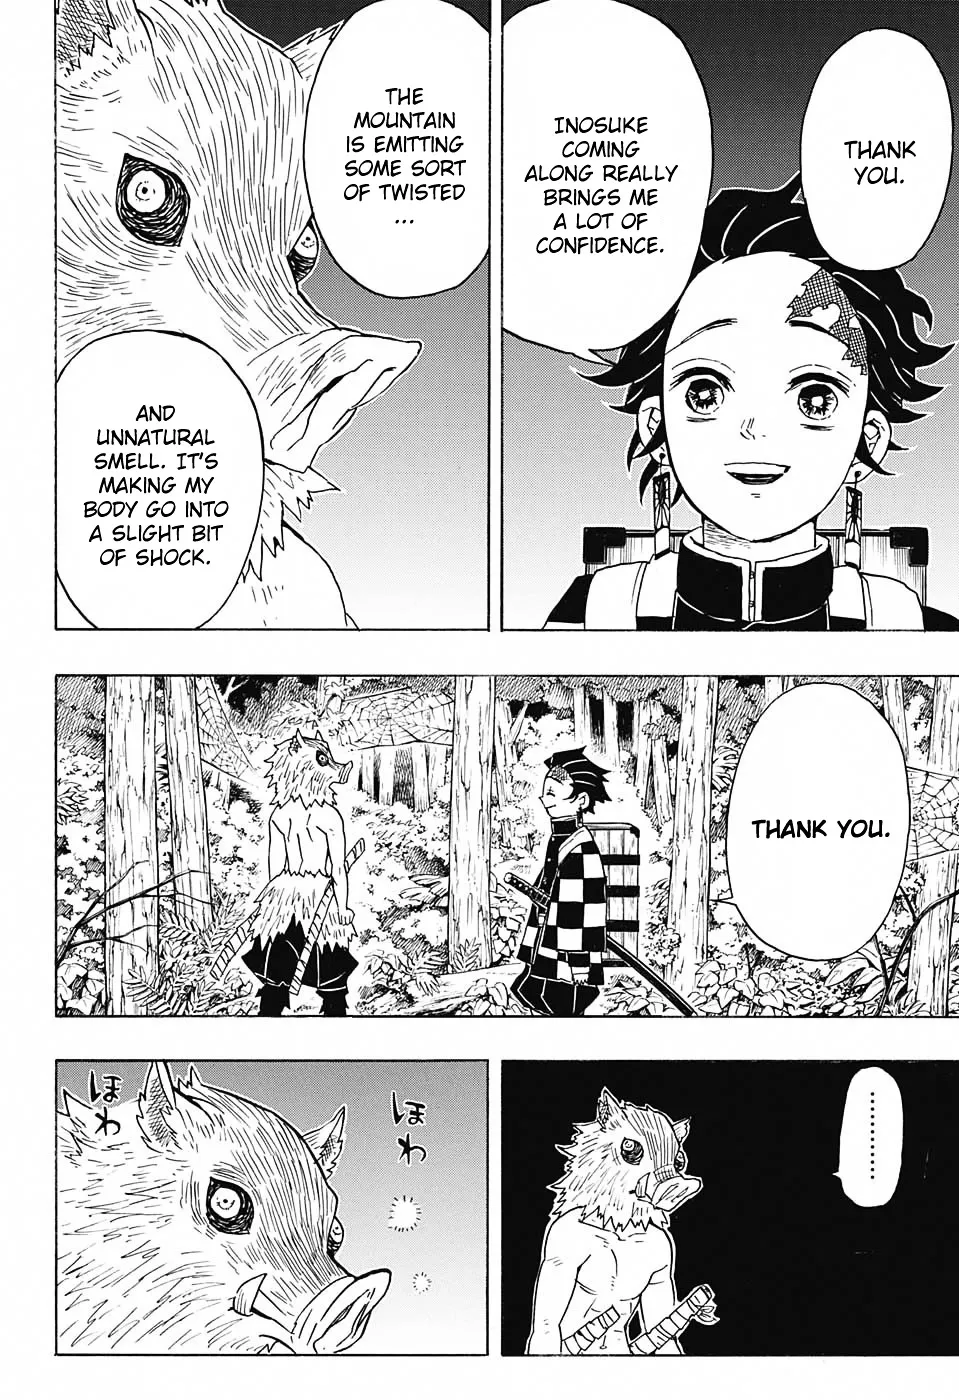 THANK
YOU.
INOSUKE
COMING
ALONG REALLY
BRINGS ME
A LOT OF
CONFIDENCE.
THE
MOUNTAIN
IS EMITTING
SOME SORT
OF TWISTED
...
AND
UNNATURAL
SMELL. IT'S
MAKING MY
BODY GO INTO
A SLIGHT BIT
OF SHOCK.
THANK YOU.
.........
ほわ
ほわ